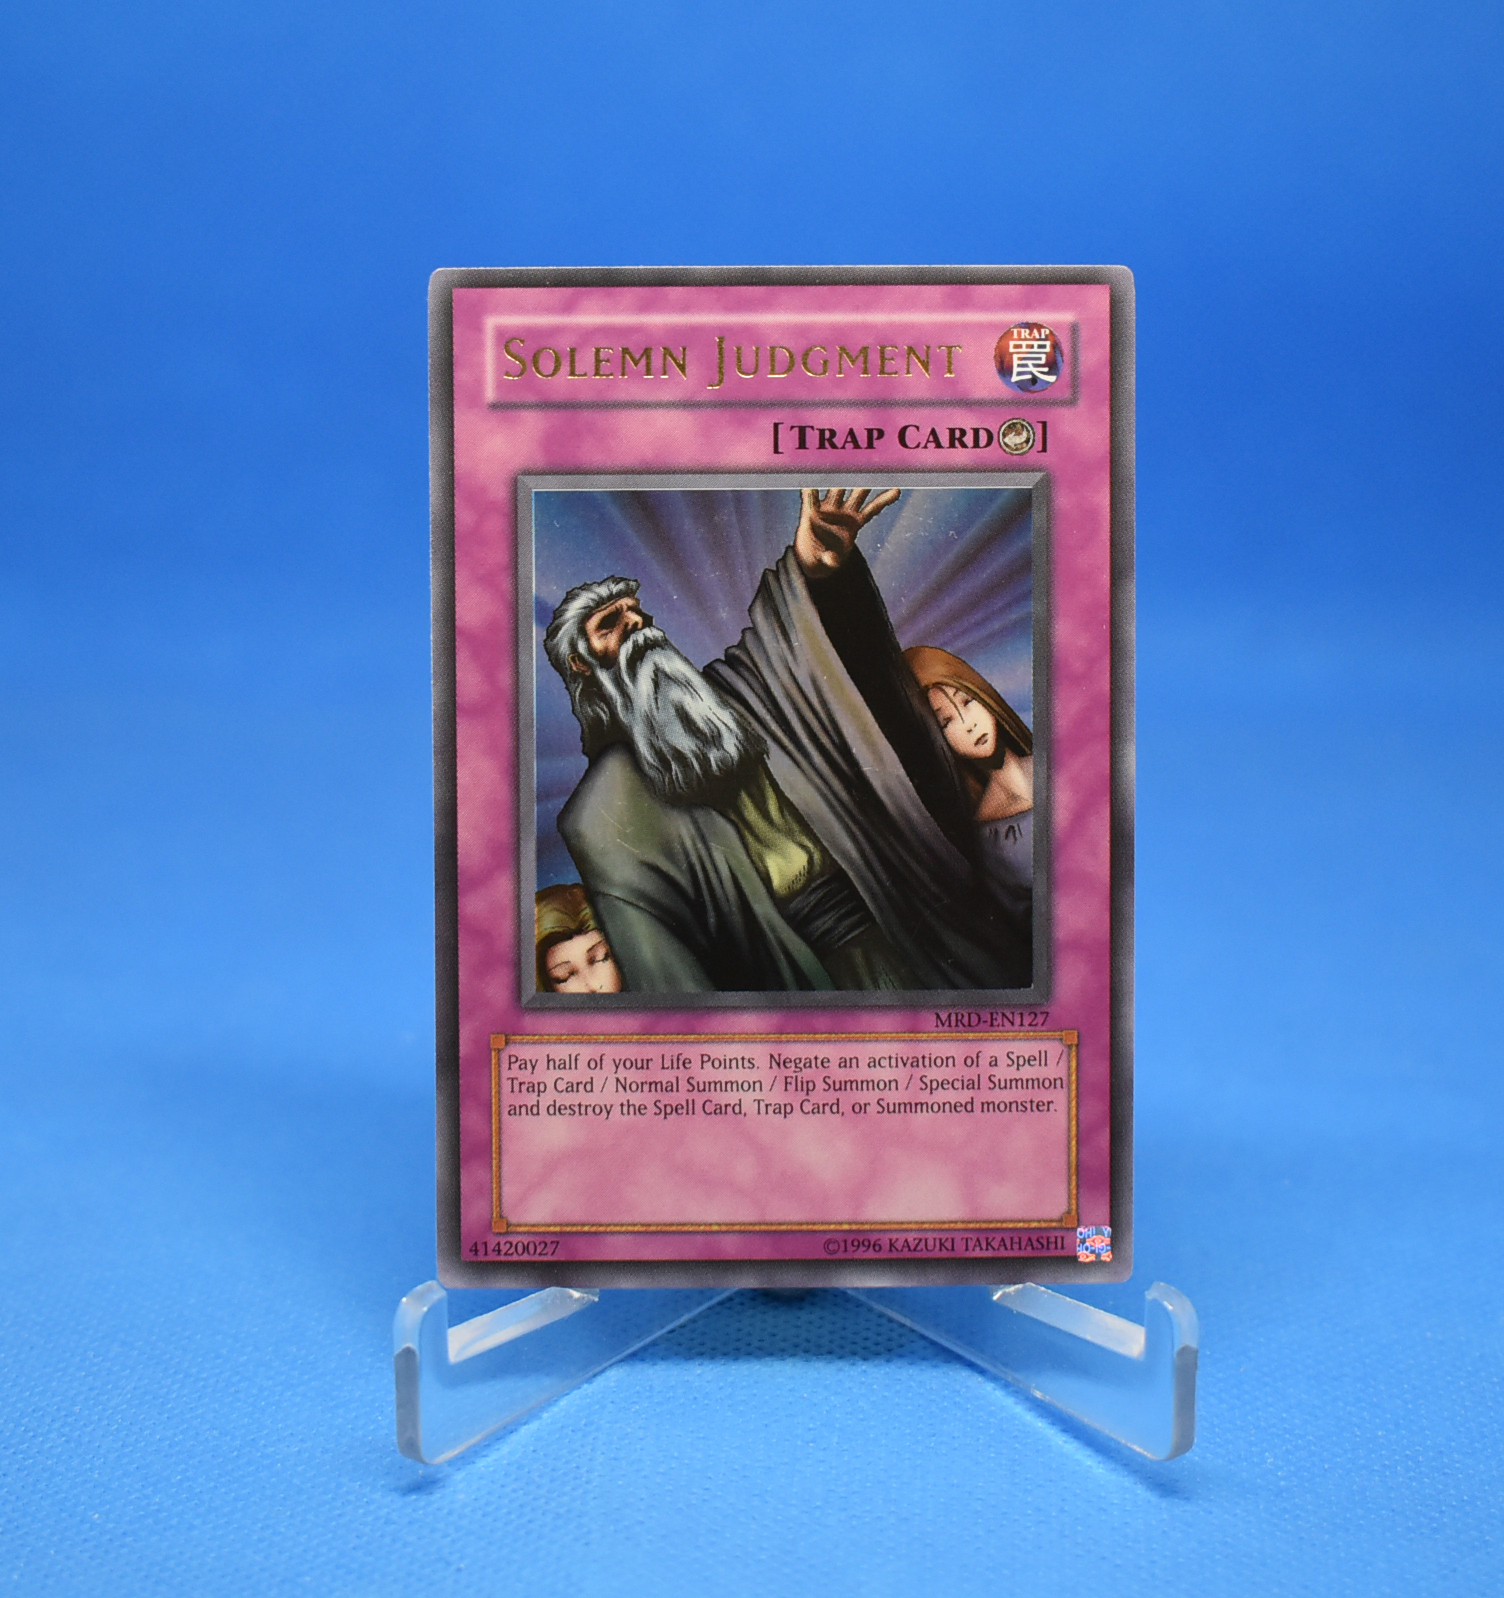 SOLEMN JUDGMENT
TRAP
罠
[TRAP CARD]
MRD-EN127
Pay half of your Life Points. Negate an activation of a Spell /
Trap Card / Normal Summon / Flip Summon / Special Summon
and destroy the Spell Card, Trap Card, or Summoned monster.
41420027
©1996 KAZUKI TAKAHASHI